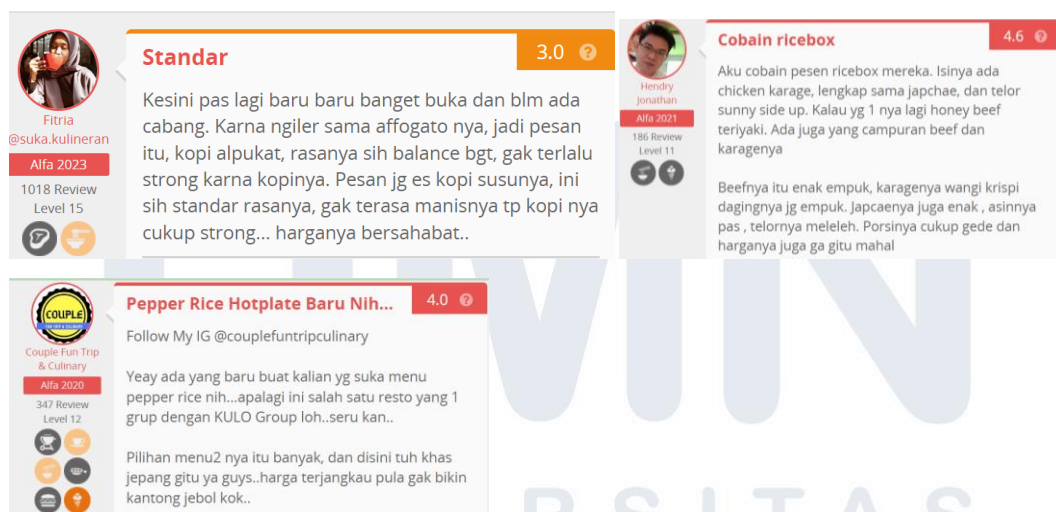 Standar
3.0
Fitria
@suka.kulineran
Alfa 2023
1018 Review
Level 15
Kesini pas lagi baru baru banget buka dan blm ada
cabang. Karna ngiler sama affogato nya, jadi pesan
itu, kopi alpukat, rasanya sih balance bgt, gak terlalu
strong karna kopinya. Pesan jg es kopi susunya, ini
sih standar rasanya, gak terasa manisnya tp kopi nya
cukup strong... harganya bersahabat..
Cobain ricebox
4.6
Hendry
Jonathan
Alfa 2021
186 Review
Level 11
Aku cobain pesen ricebox mereka. Isinya ada
chicken karage, lengkap sama japchae, dan telor
sunny side up. Kalau yg 1 nya lagi honey beef
teriyaki. Ada juga yang campuran beef dan
karagenya
Beefnya itu enak empuk, karagenya wangi krispi
dagingnya jg empuk. Japcaenya juga enak , asinnya
pas , telornya meleleh. Porsinya cukup gede dan
harganya juga ga gitu mahal
Pepper Rice Hotplate Baru Nih...
4.0
COUPLE
Couple Fun Trip
& Culinary
Alfa 2020
347 Review
Level 12
Follow My IG @couplefuntripculinary
Yeay ada yang baru buat kalian yg suka menu
pepper rice nih...apalagi ini salah satu resto yang 1
grup dengan KULO Group loh..seru kan..
Pilihan menu2 nya itu banyak, dan disini tuh khas
jepang gitu ya guys..harga terjangkau pula gak bikin
kantong jebol kok..